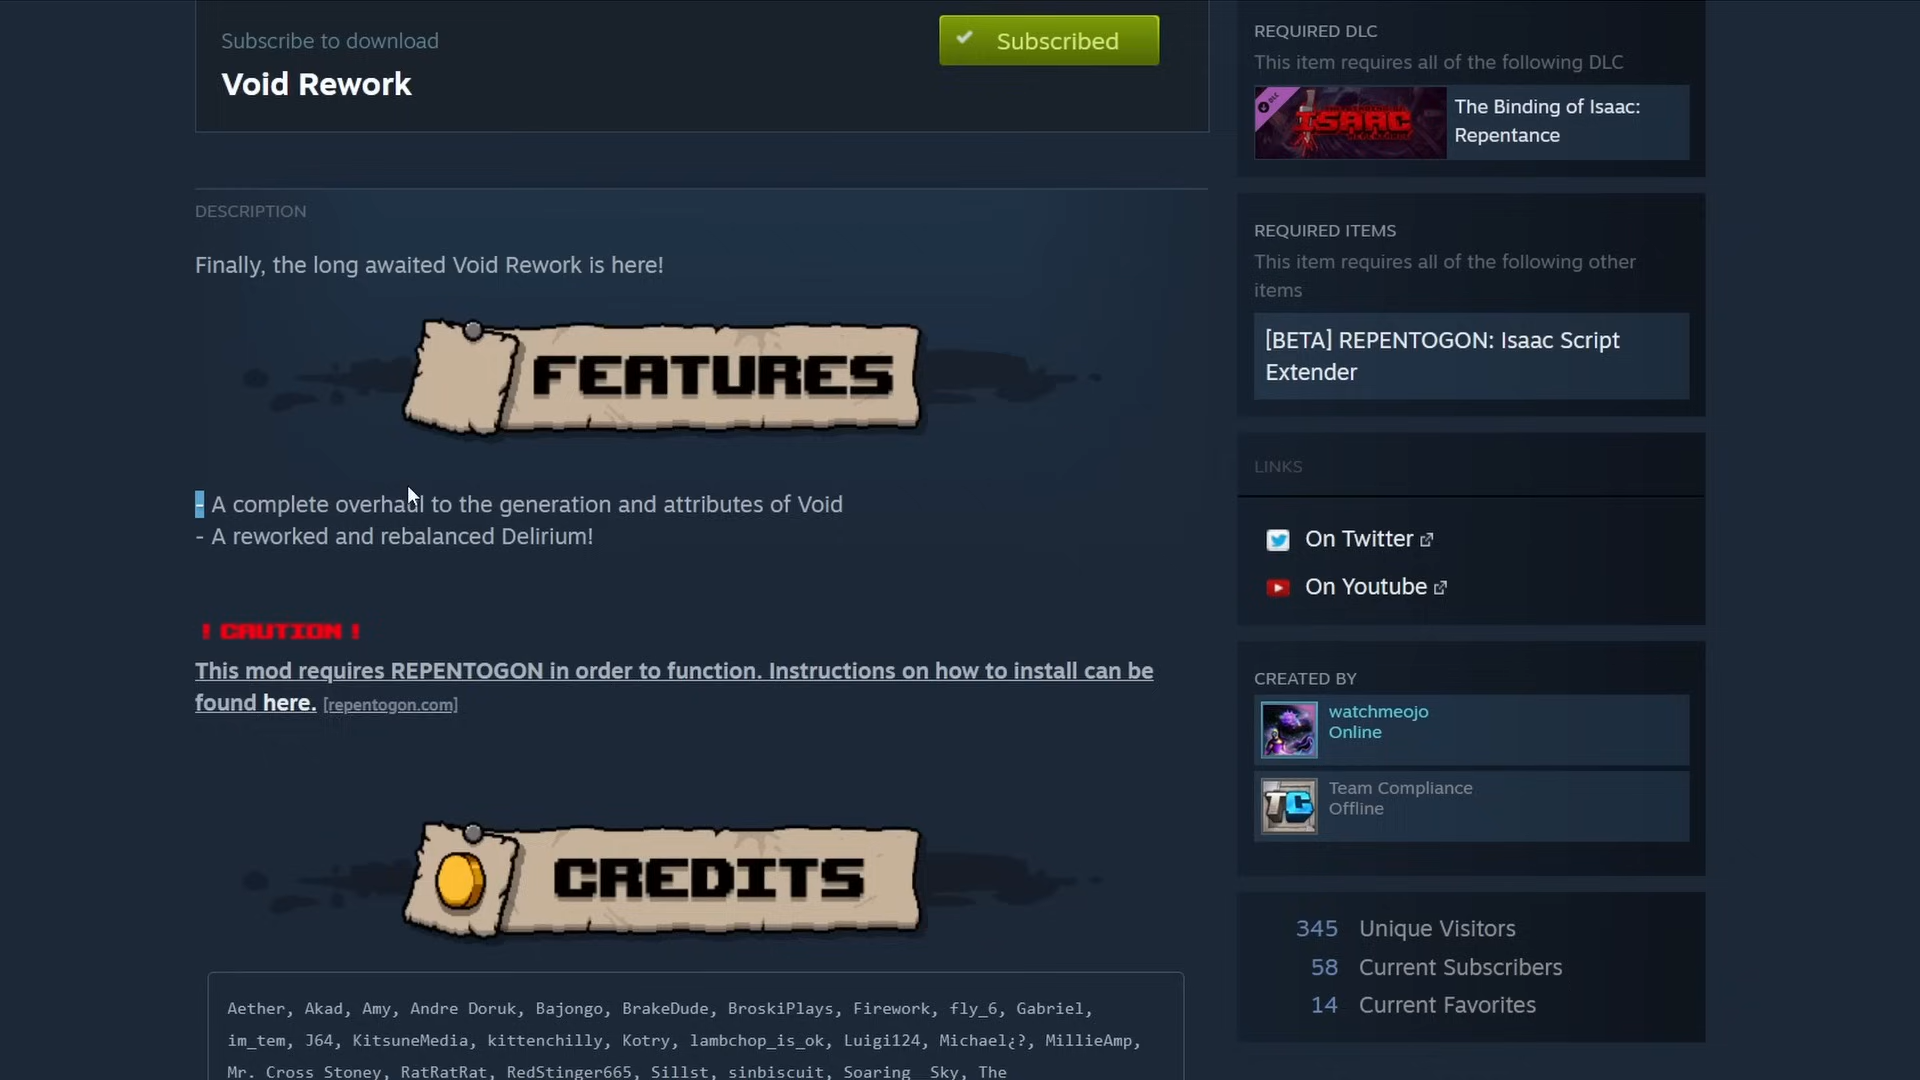 Subscribe to download
Subscribed
Void Rework
DESCRIPTION
Finally, the long awaited Void Rework is here!
FEATURES
- A complete overhaul to the generation and attributes of Void
- A reworked and rebalanced Delirium!
! CAUTION !
This mod requires REPENTOGON in order to function. Instructions on how to install can be
found here. [repentogon.com]
CREDITS
Aether, Akad, Amy, Andre Doruk, Bajongo, BrakeDude, BroskiPlays, Firework, fly_6, Gabriel,
im_tem, J64, KitsuneMedia, kittenchilly, Kotry, lambchop_is_ok, Luigi124, Michael¿?, MillieAmp,
Mr. Cross Stoney, RatRatRat, RedStinger665, Sillst, sinbiscuit, Soaring_Sky, The
REQUIRED DLC
This item requires all of the following DLC
DLC
ISAAC
The Binding of Isaac:
Repentance
REQUIRED ITEMS
This item requires all of the following other
items
[BETA] REPENTOGON: Isaac Script
Extender
LINKS
On Twitter
On Youtube
CREATED BY
watchmeojo
Online
TC
Team Compliance
Offline
345 Unique Visitors
58 Current Subscribers
14 Current Favorites